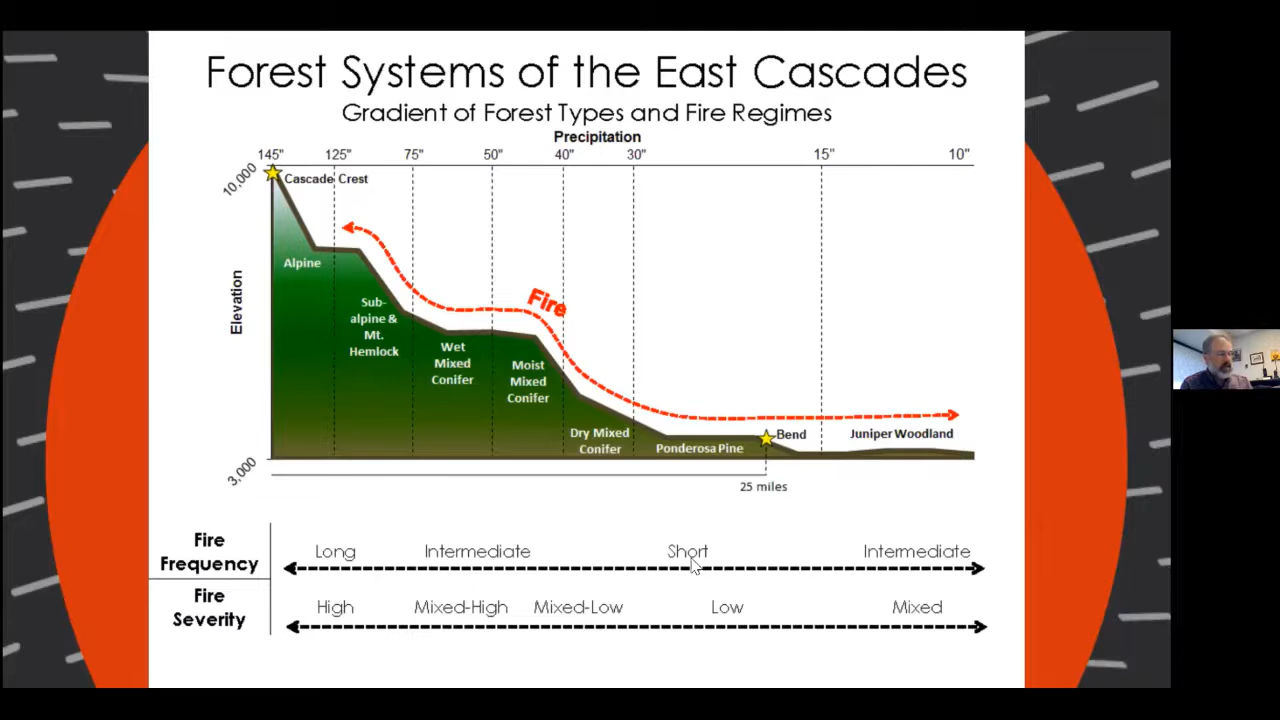 Forest Systems of the East Cascades
Gradient of Forest Types and Fire Regimes
Precipitation
145" 125" 75" 50" 40" 30" 15" 10"
10,000
Cascade Crest
Alpine
Elevation
Fire
Sub-
alpine &
Mt.
Hemlock
Wet
Mixed
Conifer
Moist
Mixed
Conifer
Dry Mixed
Conifer
Ponderosa Pine
Bend
Juniper Woodland
3,000
25 miles
Fire
Frequency
Long Intermediate Short Intermediate
Fire
Severity
High Mixed-High Mixed-Low Low Mixed